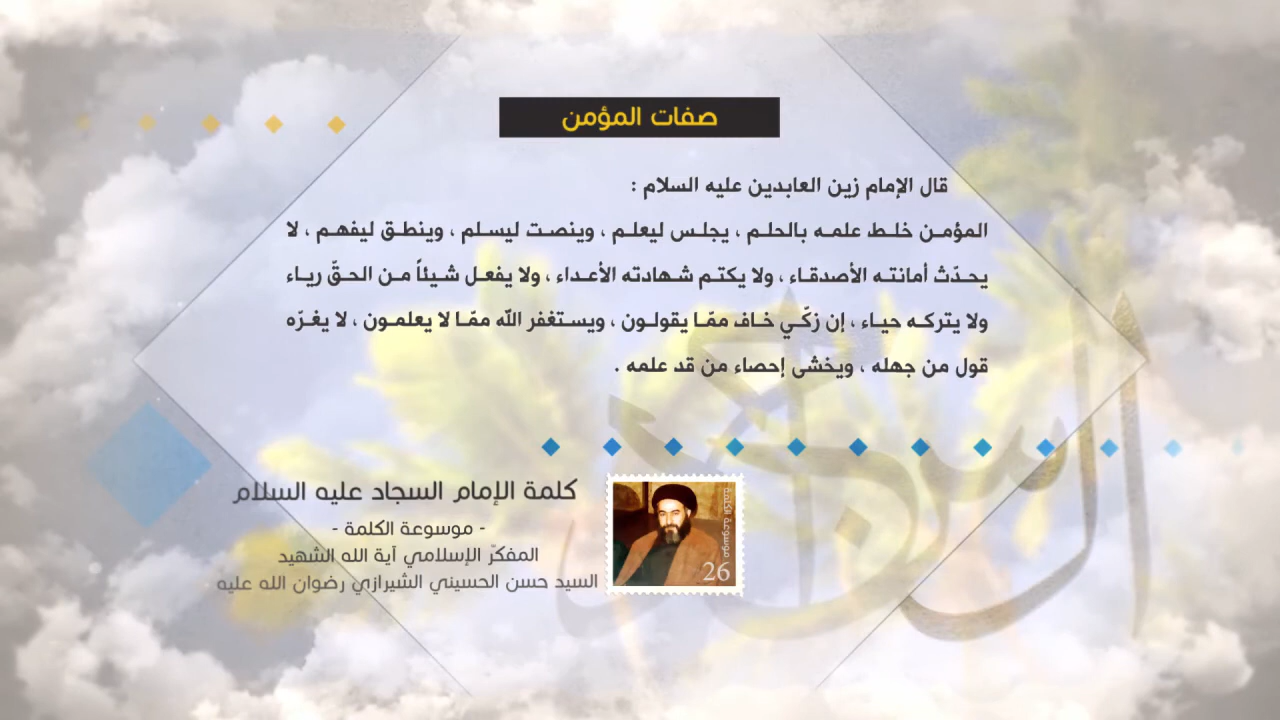 صفات المؤمن
قال الإمام زين العابدين عليه السلام :
المؤمن خلط علمه بالحلم ، يجلس ليعلم ، وينصت ليسلم ، وينطق ليفهم ، لا
يحدّث أمانته الأصدقاء ، ولا يكتم شهادته الأعداء ، ولا يفعل شيئاً من الحقّ رياء
ولا يتركه حياء ، إن زكّي خاف ممّا يقولون ، ويستغفر الله ممّا لا يعلمون ، لا يغرّه
قول من جهله ، ويخشى إحصاء من قد علمه .
كلمة الإمام السجاد عليه السلام
- موسوعة الكلمة -
المفكرّ الإسلامي آية الله الشهيد
السيد حسن الحسيني الشيرازي رضوان الله عليه
موسوعة الكلمة
26